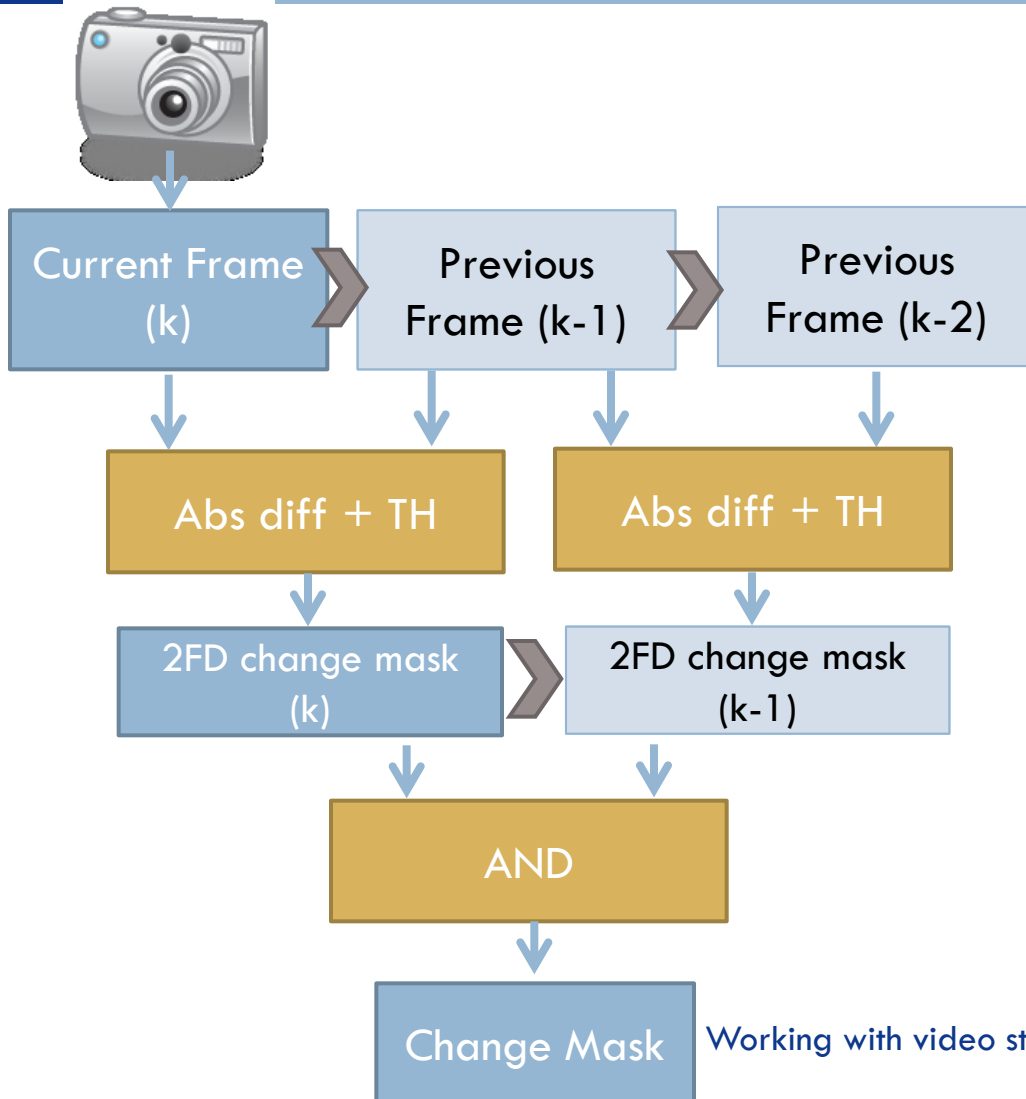 Current Frame
(k)
Previous
Frame (k-1)
Previous
Frame (k-2)
Abs diff + TH
Abs diff + TH
2FD change mask
(k)
2FD change mask
(k-1)
AND
Change Mask
Working with video st